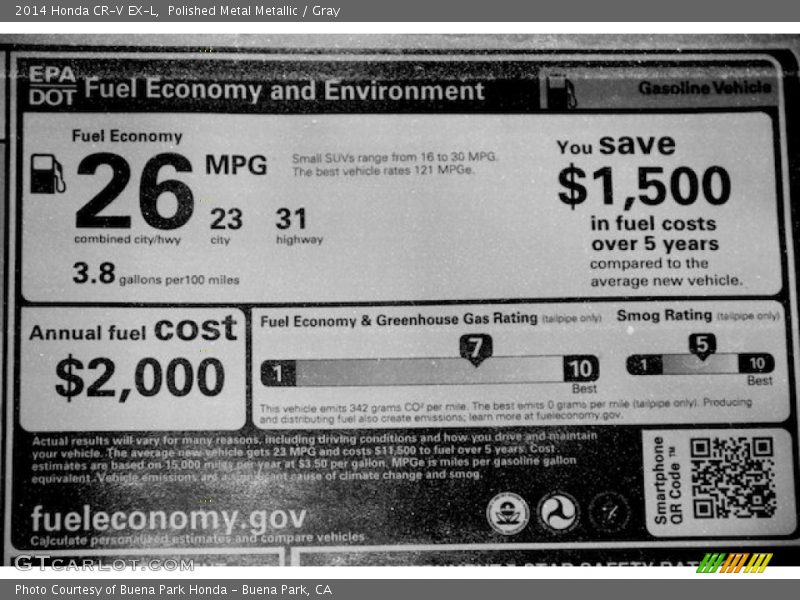 2014 Honda CR-V EX-L, Polished Metal Metallic / Gray
EPA
DOT
Fuel Economy and Environment
Gasoline Vehicle
Fuel Economy
26 MPG
combined city/hwy
23
city
31
highway
Small SUVs range from 16 to 30 MPG.
The best vehicle rates 121 MPGe.
3.8 gallons per100 miles
You save
$1,500
in fuel costs
over 5 years
compared to the
average new vehicle.
Annual fuel cost
$2,000
Fuel Economy & Greenhouse Gas Rating (tailpipe only)
7
1
10
Best
Smog Rating (tailpipe only)
5
1
10
Best
This vehicle emits 342 grams CO² per mile. The best emits 0 grams per mile (tailpipe only). Producing
and distributing fuel also create emissions; learn more at fueleconomy.gov.
Actual results will vary for many reasons, including driving conditions and how you drive and maintain
your vehicle. The average new vehicle gets 23 MPG and costs $11,500 to fuel over 5 years. Cost
estimates are based on 15,000 miles per year at $3.50 per gallon. MPGe is miles per gasoline gallon
equivalent. Vehicle emissions are a significant cause of climate change and smog.
fueleconomy.gov
Calculate personalized estimates and compare vehicles
Smartphone
QR Code™
GTCARLOT.COM
Photo Courtesy of Buena Park Honda - Buena Park, CA